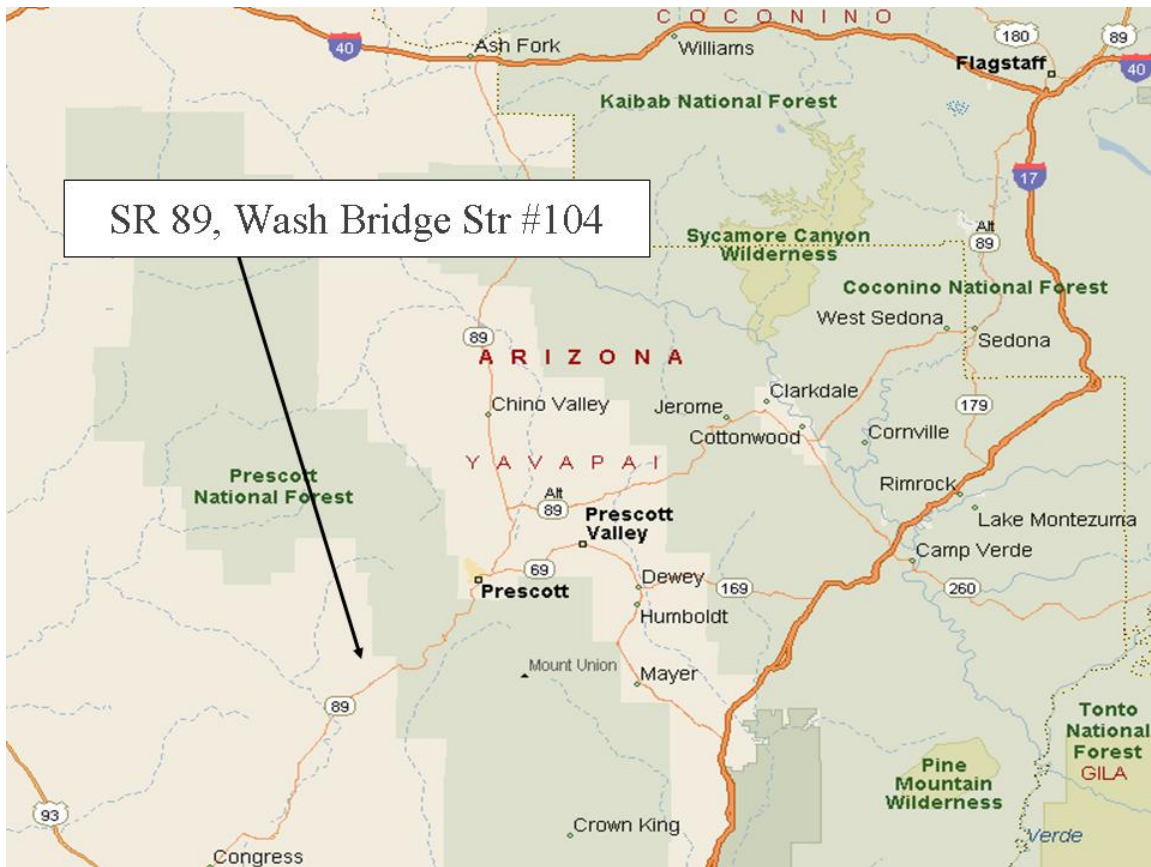 COCONINO
40
Ash Fork
Williams
180
89
Flagstaff
40
Kaibab National Forest
17
SR 89, Wash Bridge Str #104
Alt
89
Sycamore Canyon
Wilderness
Coconino National Forest
West Sedona
Sedona
89
ARIZONA
Chino Valley
Jerome
Clarkdale
Cottonwood
Cornville
179
YAVAPAI
Prescott
National Forest
Rimrock
Alt
89
Prescott
Valley
Lake Montezuma
Camp Verde
69
Prescott
Dewey
169
260
Humboldt
Mount Union
Mayer
89
Tonto
National
Forest
GILA
Pine
Mountain
Wilderness
93
Crown King
Verde
Congress